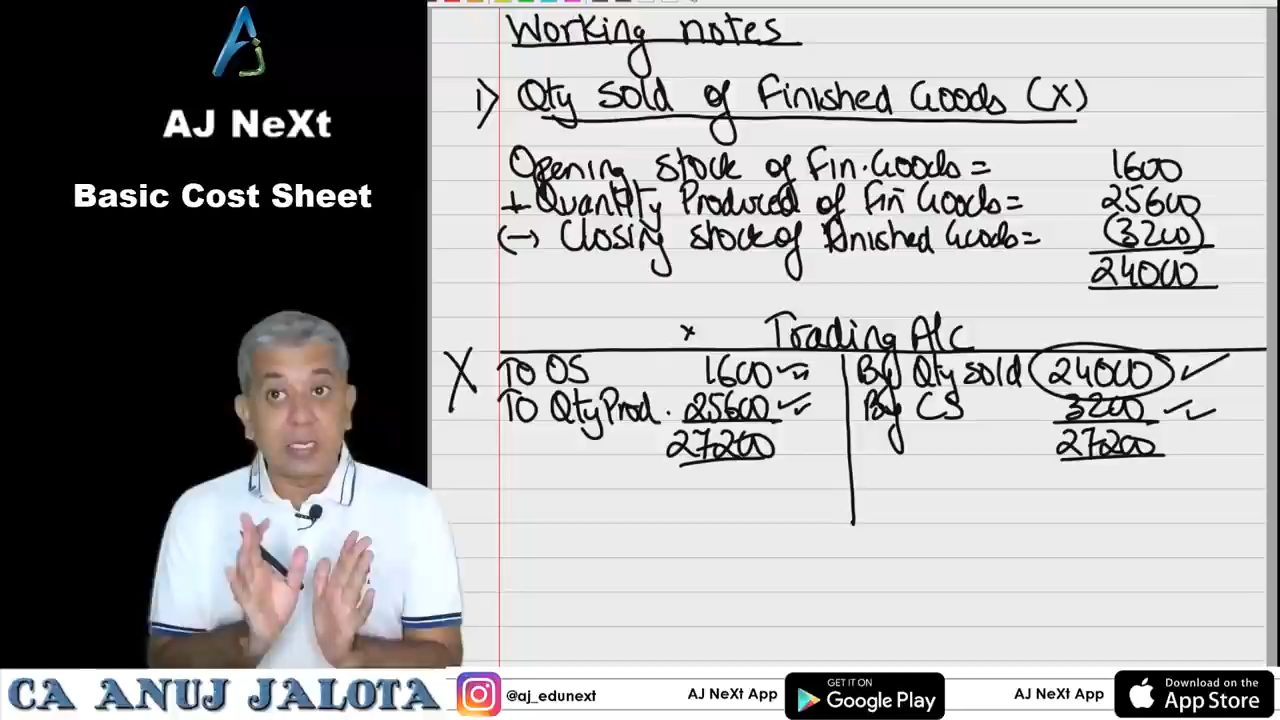 Aj
AJ NeXt
Basic Cost Sheet
Working notes
1) Qty sold of Finished Goods (X)
Opening stock of Fin. Goods = 1600
+ Quantity Produced of Fin Goods = 25600
(-) Closing stock of Finished Goods = (3200)
24000
x Trading A/c
X To OS 1600 By Qty sold 24000
To Qty Prod. 25600 By CS 3200
27200 27200
CA ANUJ JALOTA @aj_edunext AJ NeXt App GET IT ON Google Play AJ NeXt App Download on the App Store